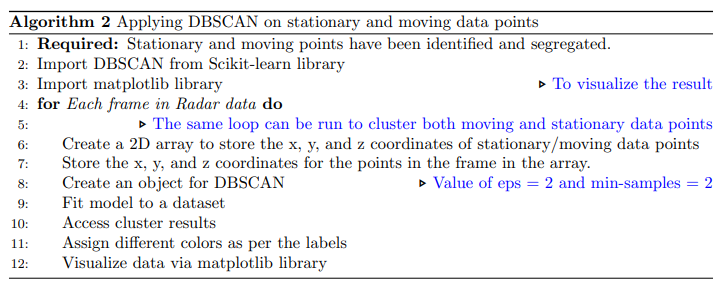 Algorithm 2 Applying DBSCAN on stationary and moving data points
1: Required: Stationary and moving points have been identified and segregated.
2: Import DBSCAN from Scikit-learn library
3: Import matplotlib library ▷ To visualize the result
4: for Each frame in Radar data do
5: ▷ The same loop can be run to cluster both moving and stationary data points
6: Create a 2D array to store the x, y, and z coordinates of stationary/moving data points
7: Store the x, y, and z coordinates for the points in the frame in the array.
8: Create an object for DBSCAN ▷ Value of eps = 2 and min-samples = 2
9: Fit model to a dataset
10: Access cluster results
11: Assign different colors as per the labels
12: Visualize data via matplotlib library